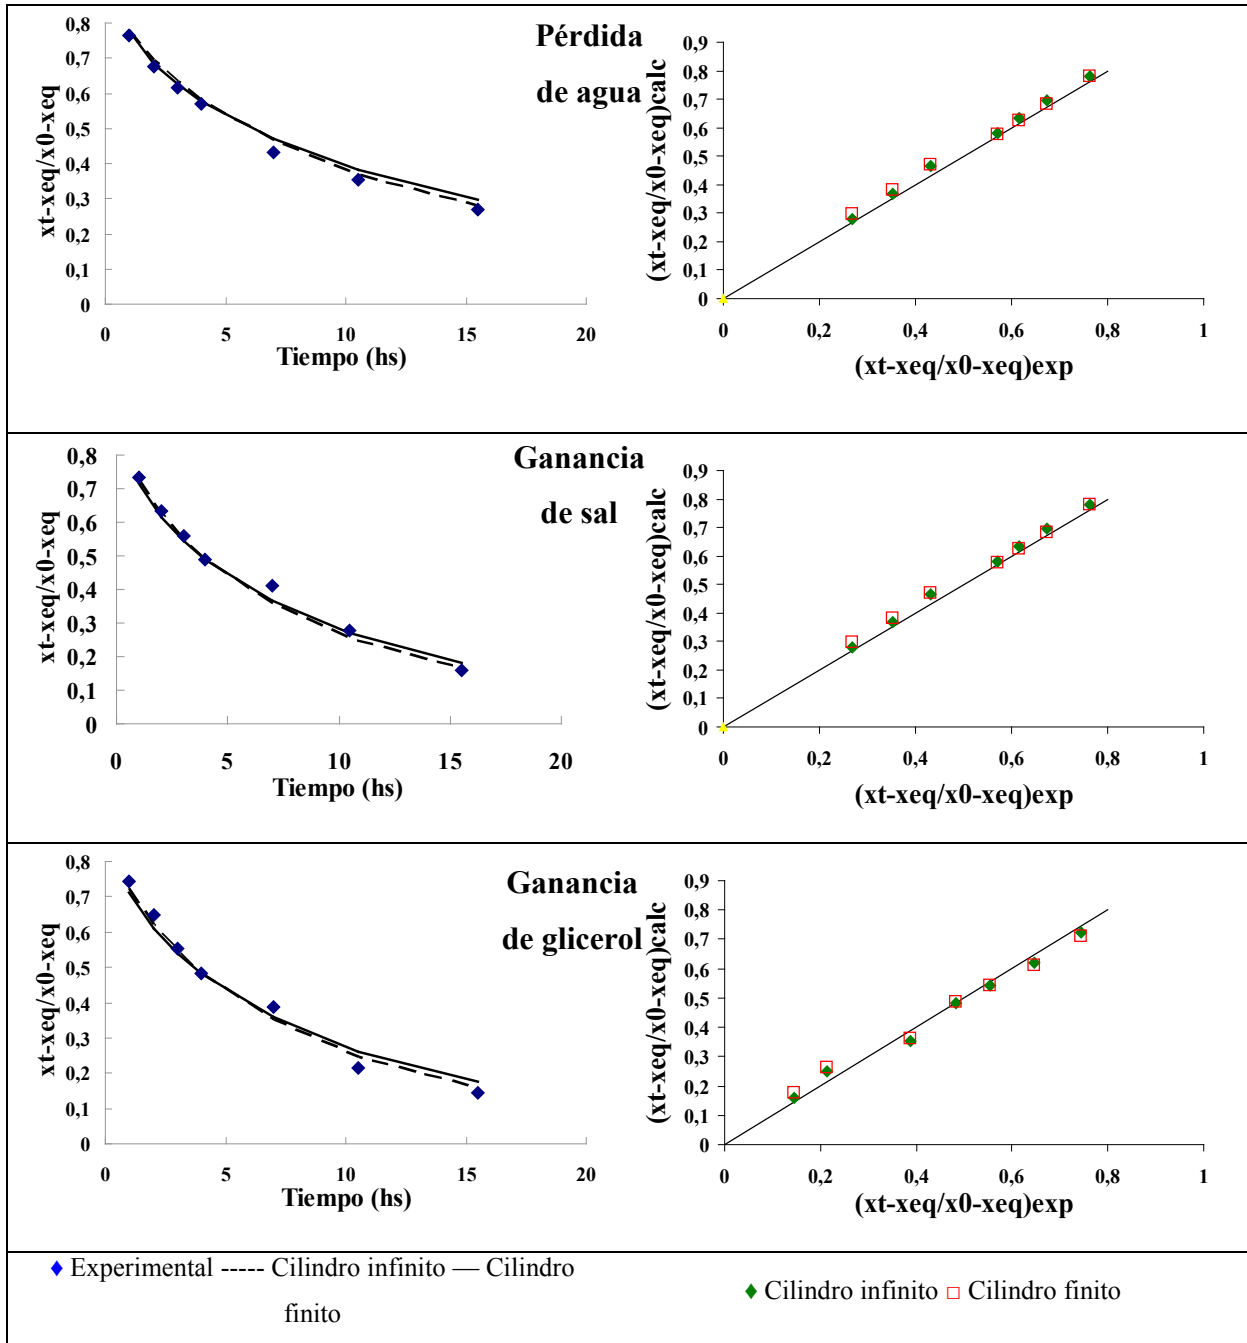 Pérdida
de agua
xt-xeq/x0-xeq
0,8
0,7
0,6
0,5
0,4
0,3
0,2
0,1
0
0 5 10 15 20
Tiempo (hs)
(xt-xeq/x0-xeq)calc
0,9
0,8
0,7
0,6
0,5
0,4
0,3
0,2
0,1
0
0 0,2 0,4 0,6 0,8 1
(xt-xeq/x0-xeq)exp
Ganancia
de sal
xt-xeq/x0-xeq
0,8
0,7
0,6
0,5
0,4
0,3
0,2
0,1
0
0 5 10 15 20
Tiempo (hs)
(xt-xeq/x0-xeq)calc
0,9
0,8
0,7
0,6
0,5
0,4
0,3
0,2
0,1
0
0 0,2 0,4 0,6 0,8 1
(xt-xeq/x0-xeq)exp
Ganancia
de glicerol
xt-xeq/x0-xeq
0,8
0,7
0,6
0,5
0,4
0,3
0,2
0,1
0
0 5 10 15 20
Tiempo (hs)
(xt-xeq/x0-xeq)calc
0,9
0,8
0,7
0,6
0,5
0,4
0,3
0,2
0,1
0
0 0,2 0,4 0,6 0,8 1
(xt-xeq/x0-xeq)exp
Experimental ----- Cilindro infinito — Cilindro
finito
Cilindro infinito Cilindro finito